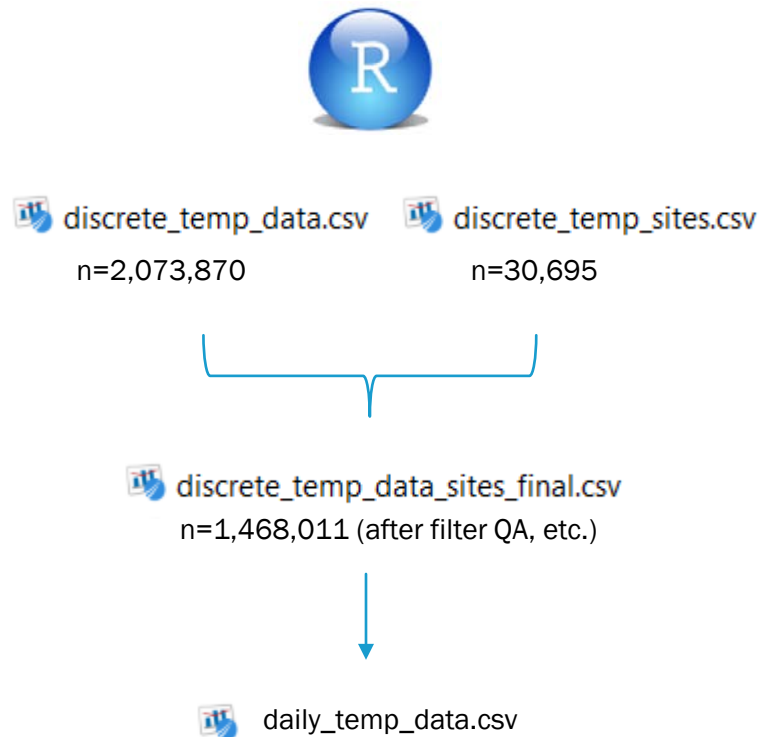 R
discrete_temp_data.csv discrete_temp_sites.csv
n=2,073,870 n=30,695
discrete_temp_data_sites_final.csv
n=1,468,011 (after filter QA, etc.)
daily_temp_data.csv